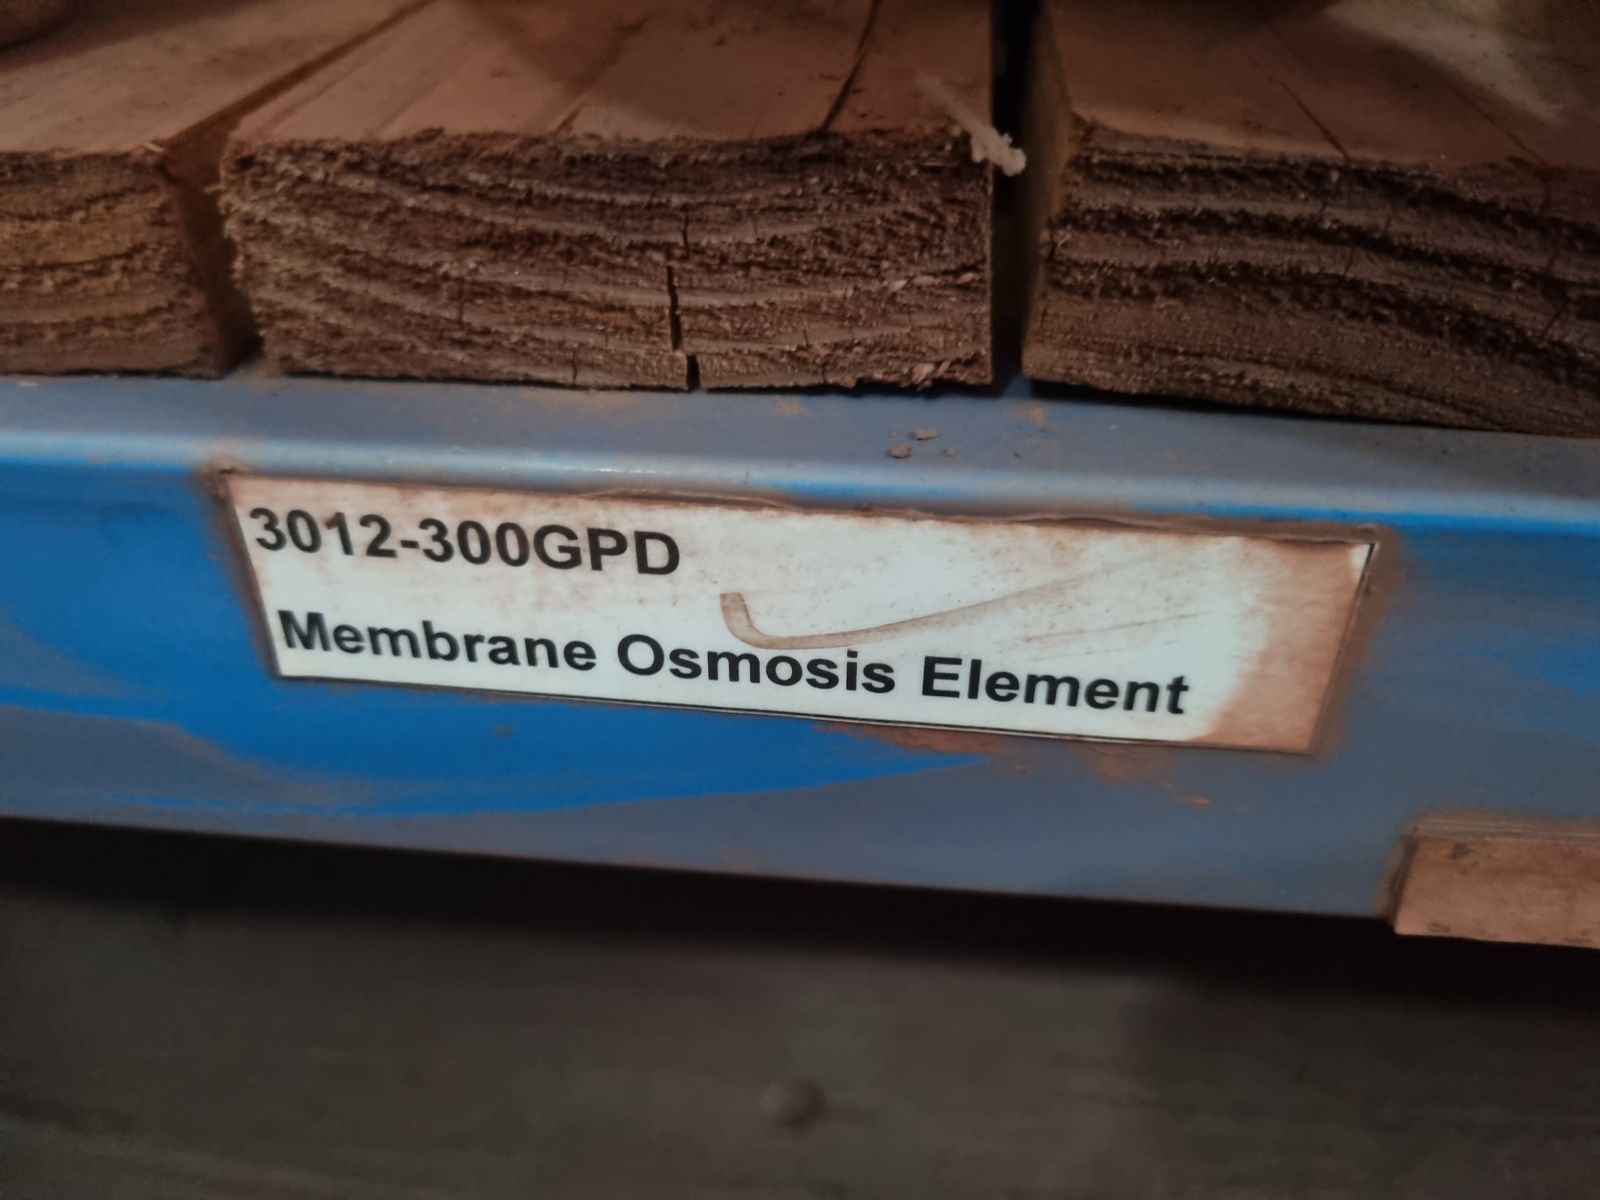 3012-300GPD
Membrane Osmosis Element